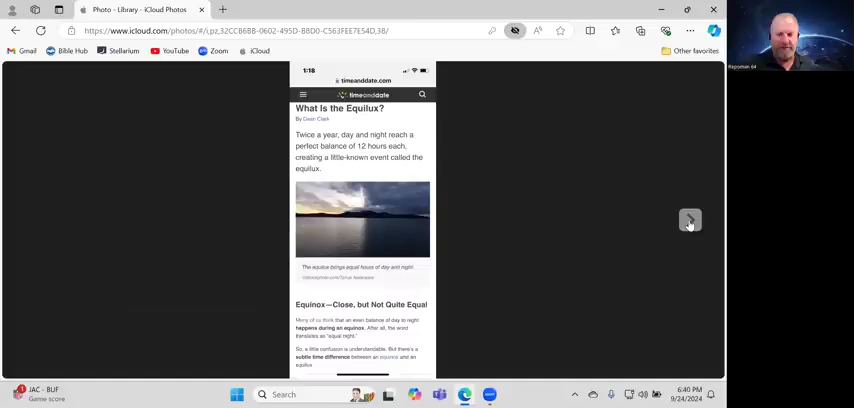 Photo - Library - iCloud Photos
https://www.icloud.com/photos/#/i,pz_32CCB6BB-0602-495D-B8D0-C563FEE7E54D,38/
Gmail
Bible Hub
Stellarium
YouTube
Zoom
iCloud
Other favorites
Repoman 64
1:18
timeanddate.com
timeanddate
What Is the Equilux?
By Dean Clark
Twice a year, day and night reach a
perfect balance of 12 hours each,
creating a little-known event called the
equilux.
The equilux brings equal hours of day and night.
Equinox—Close, but Not Quite Equal
Many of us think that an even balance of day to night
happens during an equinox. After all, the word
translates as "equal night."
So, a little confusion is understandable. But there's a
subtle time difference between an equinox and an
equilux
1
JAC - BUF
Game score
Search
6:40 PM
9/24/2024